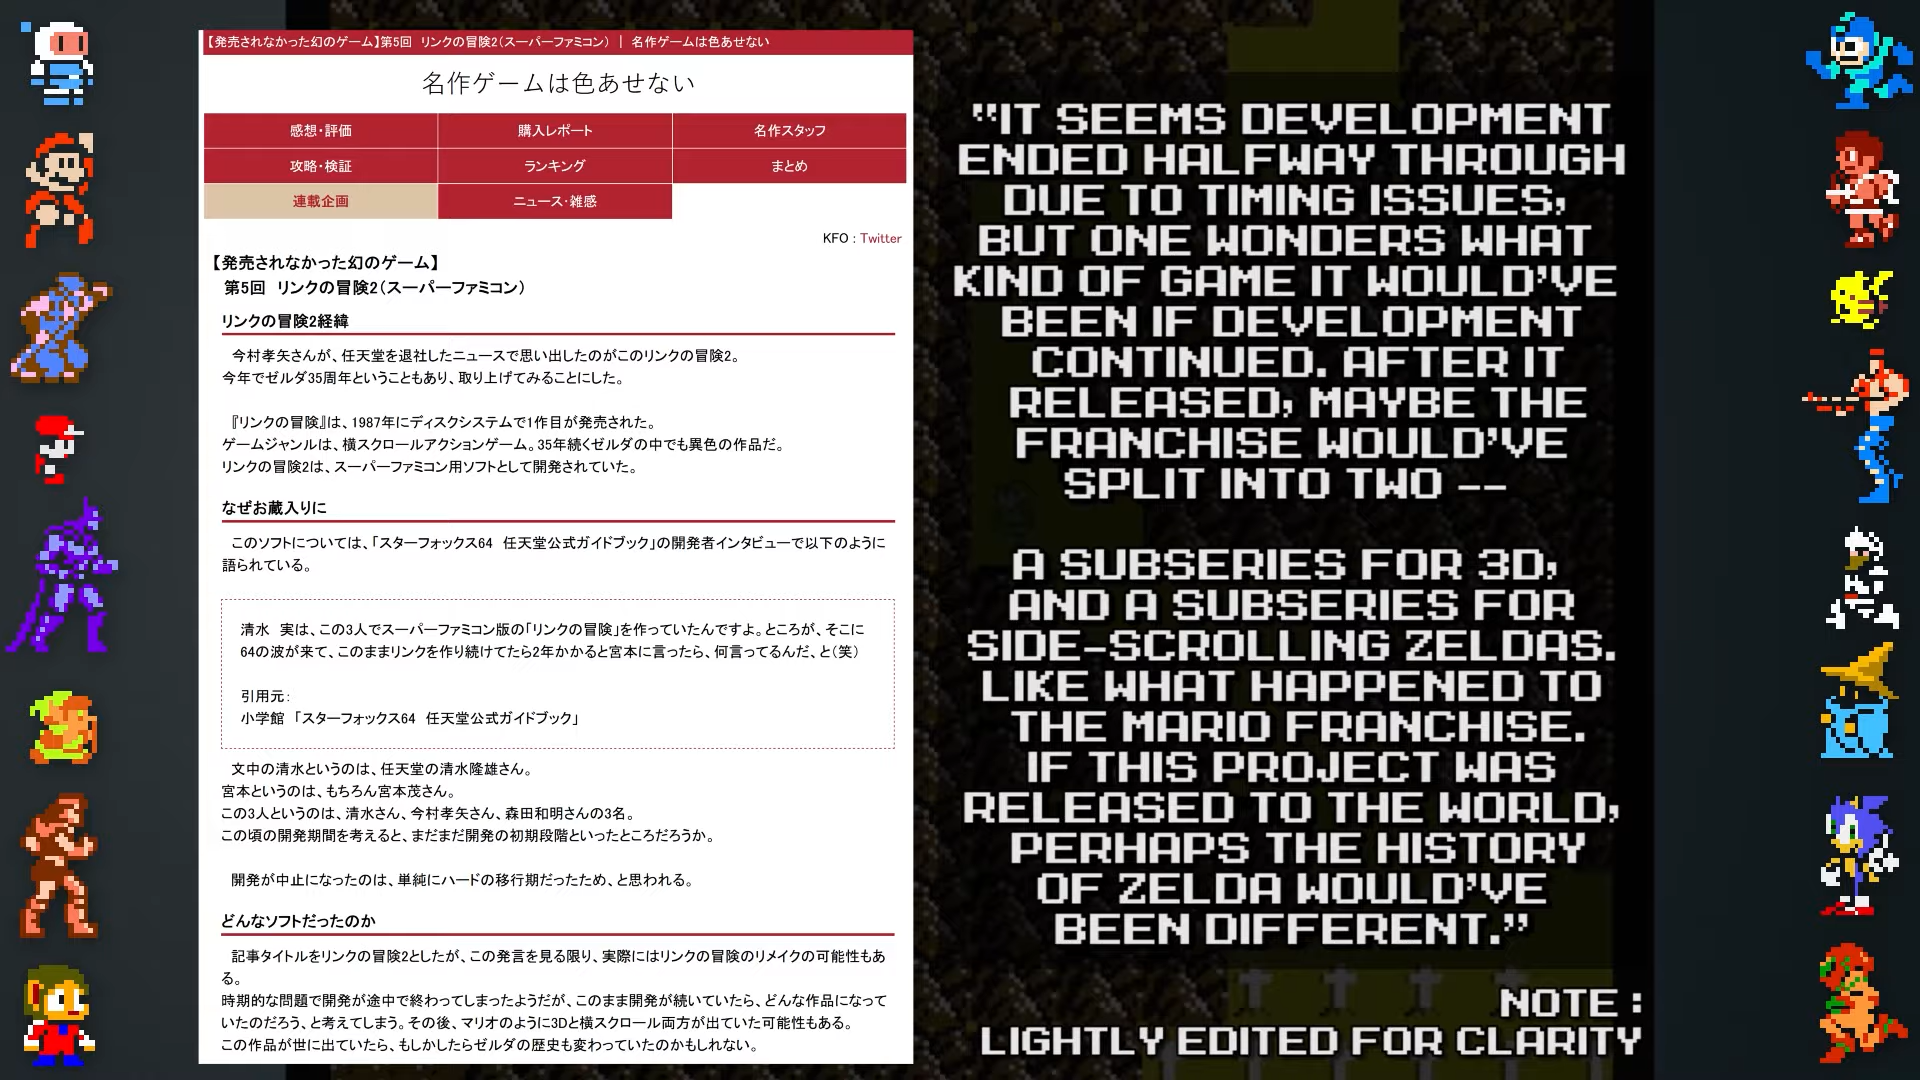 【発売されなかった幻のゲーム】第5回　リンクの冒険2（スーパーファミコン） | 名作ゲームは色あせない
名作ゲームは色あせない
感想・評価
購入レポート
名作スタッフ
攻略・検証
ランキング
まとめ
連載企画
ニュース・雑感
KFO : Twitter
【発売されなかった幻のゲーム】
第5回　リンクの冒険2（スーパーファミコン）
リンクの冒険2経緯
今村孝矢さんが、任天堂を退社したニュースで思い出したのがこのリンクの冒険2。
今年でゼルダ35周年ということもあり、取り上げてみることにした。
『リンクの冒険』は、1987年にディスクシステムで1作目が発売された。
ゲームジャンルは、横スクロールアクションゲーム。35年続くゼルダの中でも異色の作品だ。
リンクの冒険2は、スーパーファミコン用ソフトとして開発されていた。
なぜお蔵入りに
このソフトについては、「スターフォックス64　任天堂公式ガイドブック」の開発者インタビューで以下のように
語られている。
清水　実は、この3人でスーパーファミコン版の「リンクの冒険」を作っていたんですよ。ところが、そこに
64の波が来て、このままリンクを作り続けてたら2年かかると宮本に言ったら、何言ってるんだ、と（笑）
引用元：
小学館　「スターフォックス64　任天堂公式ガイドブック」
文中の清水というのは、任天堂の清水隆雄さん。
宮本というのは、もちろん宮本茂さん。
この3人というのは、清水さん、今村孝矢さん、森田和明さんの3名。
この頃の開発期間を考えると、まだまだ開発の初期段階といったところだろうか。
開発が中止になったのは、単純にハードの移行期だったため、と思われる。
どんなソフトだったのか
記事タイトルをリンクの冒険2としたが、この発言を見る限り、実際にはリンクの冒険のリメイクの可能性もあ
る。
時期的な問題で開発が途中で終わってしまったようだが、このまま開発が続いていたら、どんな作品になって
いたのだろう、と考えてしまう。その後、マリオのように3Dと横スクロール両方が出ていた可能性もある。
この作品が世に出ていたら、もしかしたらゼルダの歴史も変わっていたのかもしれない。
"IT SEEMS DEVELOPMENT
ENDED HALFWAY THROUGH
DUE TO TIMING ISSUES,
BUT ONE WONDERS WHAT
KIND OF GAME IT WOULD'VE
BEEN IF DEVELOPMENT
CONTINUED. AFTER IT
RELEASED, MAYBE THE
FRANCHISE WOULD'VE
SPLIT INTO TWO --
A SUBSERIES FOR 3D,
AND A SUBSERIES FOR
SIDE-SCROLLING ZELDAS.
LIKE WHAT HAPPENED TO
THE MARIO FRANCHISE.
IF THIS PROJECT WAS
RELEASED TO THE WORLD,
PERHAPS THE HISTORY
OF ZELDA WOULD'VE
BEEN DIFFERENT."
NOTE :
LIGHTLY EDITED FOR CLARITY